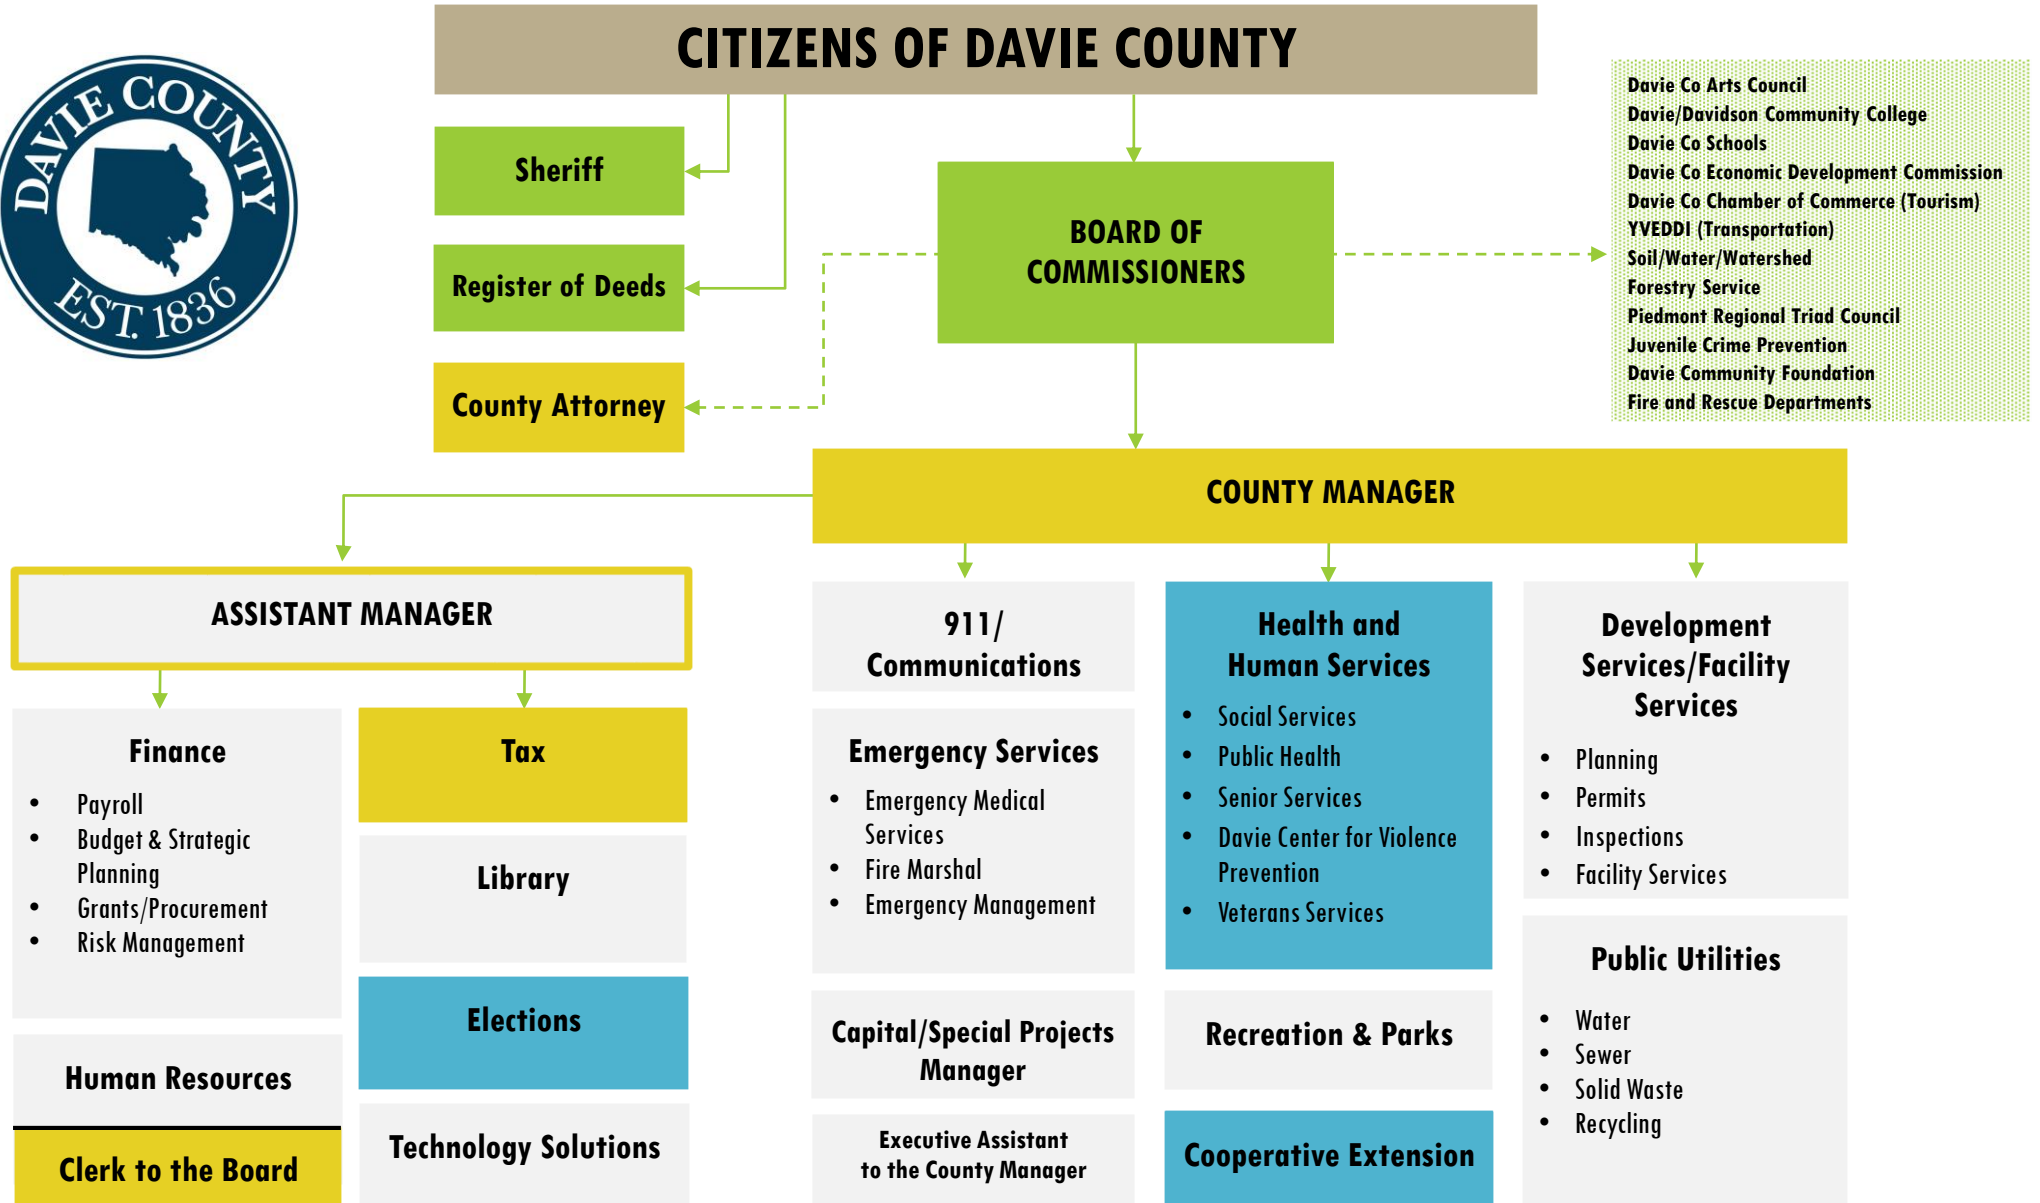 CITIZENS OF DAVIE COUNTY
DAVIE COUNTY
EST. 1836
Sheriff
Register of Deeds
County Attorney
BOARD OF
COMMISSIONERS
Davie Co Arts Council
Davie/Davidson Community College
Davie Co Schools
Davie Co Economic Development Commission
Davie Co Chamber of Commerce (Tourism)
YVEDDI (Transportation)
Soil/Water/Watershed
Forestry Service
Piedmont Regional Triad Council
Juvenile Crime Prevention
Davie Community Foundation
Fire and Rescue Departments
COUNTY MANAGER
ASSISTANT MANAGER
Finance
• Payroll
• Budget & Strategic
Planning
• Grants/Procurement
• Risk Management
Human Resources
Clerk to the Board
Tax
Library
Elections
Technology Solutions
911/
Communications
Emergency Services
• Emergency Medical
Services
• Fire Marshal
• Emergency Management
Capital/Special Projects
Manager
Executive Assistant
to the County Manager
Health and
Human Services
• Social Services
• Public Health
• Senior Services
• Davie Center for Violence
Prevention
• Veterans Services
Recreation & Parks
Cooperative Extension
Development
Services/Facility
Services
• Planning
• Permits
• Inspections
• Facility Services
Public Utilities
• Water
• Sewer
• Solid Waste
• Recycling